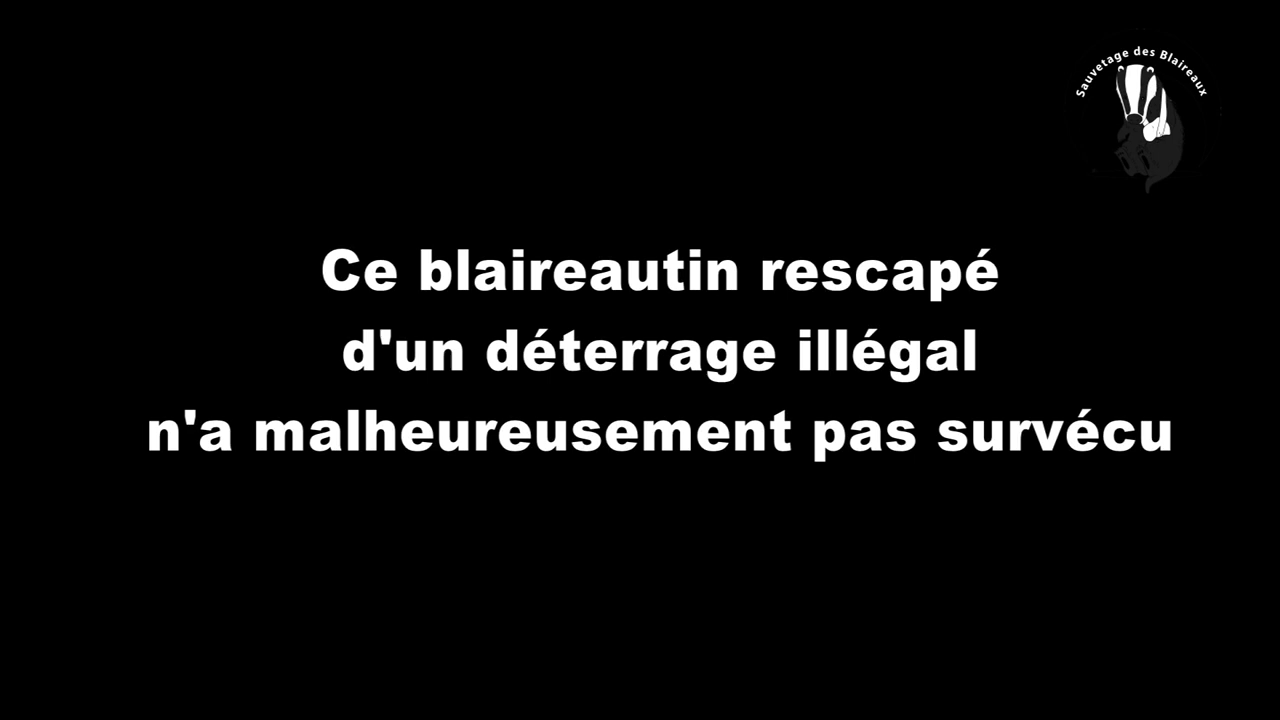 Sauvetage des Blaireaux
Ce blaireautin rescapé
d'un déterrage illégal
n'a malheureusement pas survécu